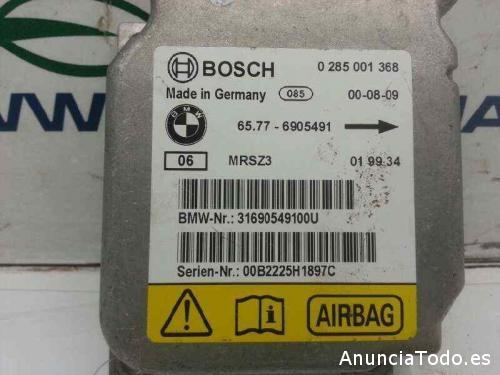 BOSCH 0 285 001 368
Made in Germany 085 00-08-09
BMW
65.77 - 6905491
06 MRSZ3 01 99 34
BMW-Nr.: 31690549100U
Serien-Nr.: 00B2225H1897C
AIRBAG
AnunciaTodo.es